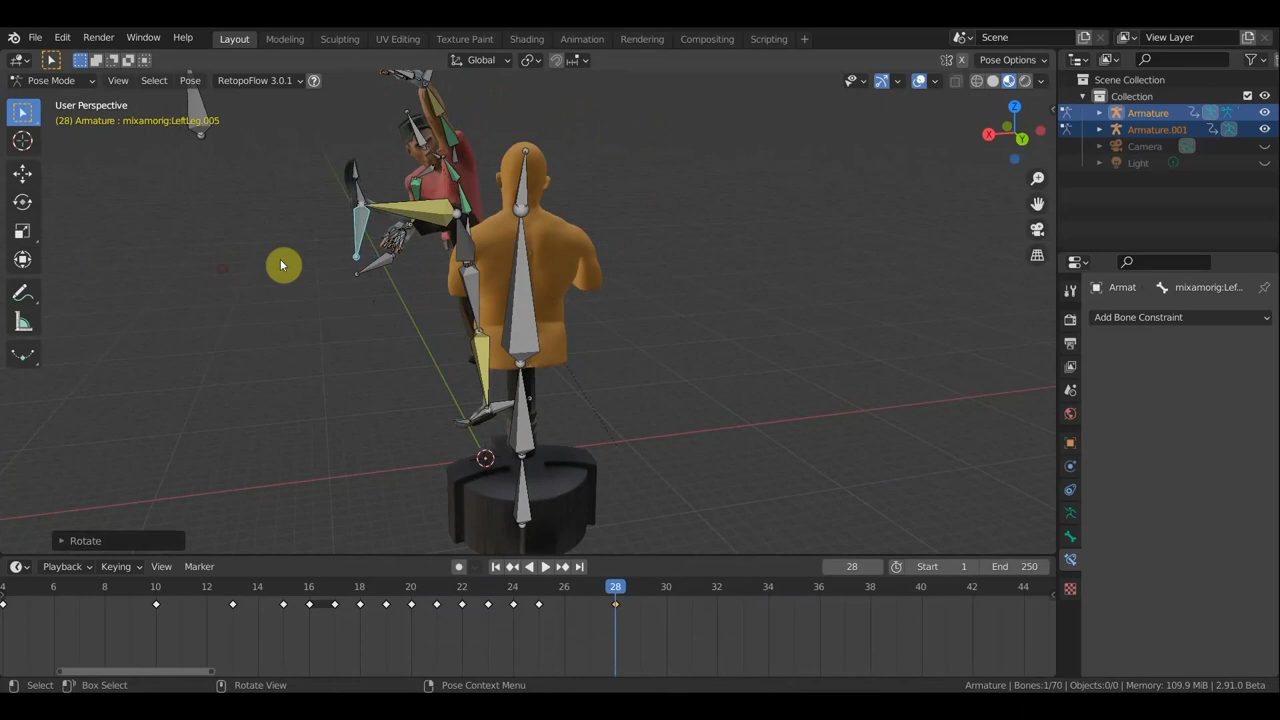 File Edit Render Window Help
Layout Modeling Sculpting UV Editing Texture Paint Shading Animation Rendering Compositing Scripting
Scene View Layer
Global X Pose Options
Pose Mode View Select Pose RetopoFlow 3.0.1
Scene Collection
Collection
Armature
Armature.001
Camera
Light
User Perspective
(28) Armature : mixamorig:LeftLeg.005
X Y Z
Armat mixamorig:Lef...
Add Bone Constraint
Rotate
Playback Keying View Marker 28 Start 1 End 250
4 6 8 10 12 14 16 18 20 22 24 26 28 30 32 34 36 38 40 42 44
Select Box Select Rotate View Pose Context Menu Armature | Bones:1/70 | Objects:0/0 | Memory: 109.9 MiB | 2.91.0 Beta